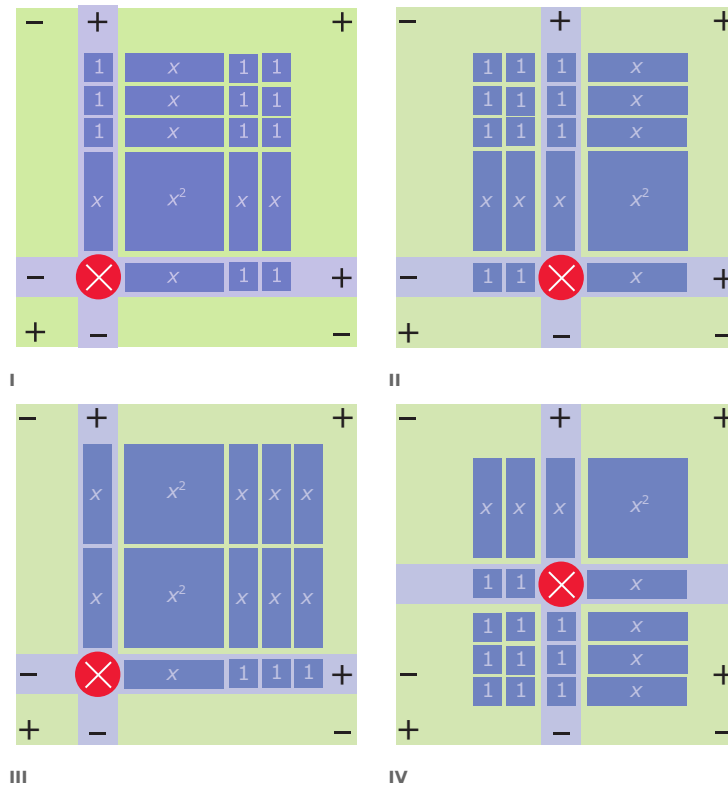 − + +
1 x 1 1
1 x 1 1
1 x 1 1
x x² x x
− x 1 1 +
+ − −
I
− + +
1 1 1 x
1 1 1 x
1 1 1 x
x x x x²
− 1 1 x +
+ − −
II
− + +
x x² x x x
x x² x x x
− x 1 1 1 +
+ − −
III
− + +
x x x x²
1 1 x
1 1 1 x
− 1 1 1 x +
1 1 1 x
+ − −
IV